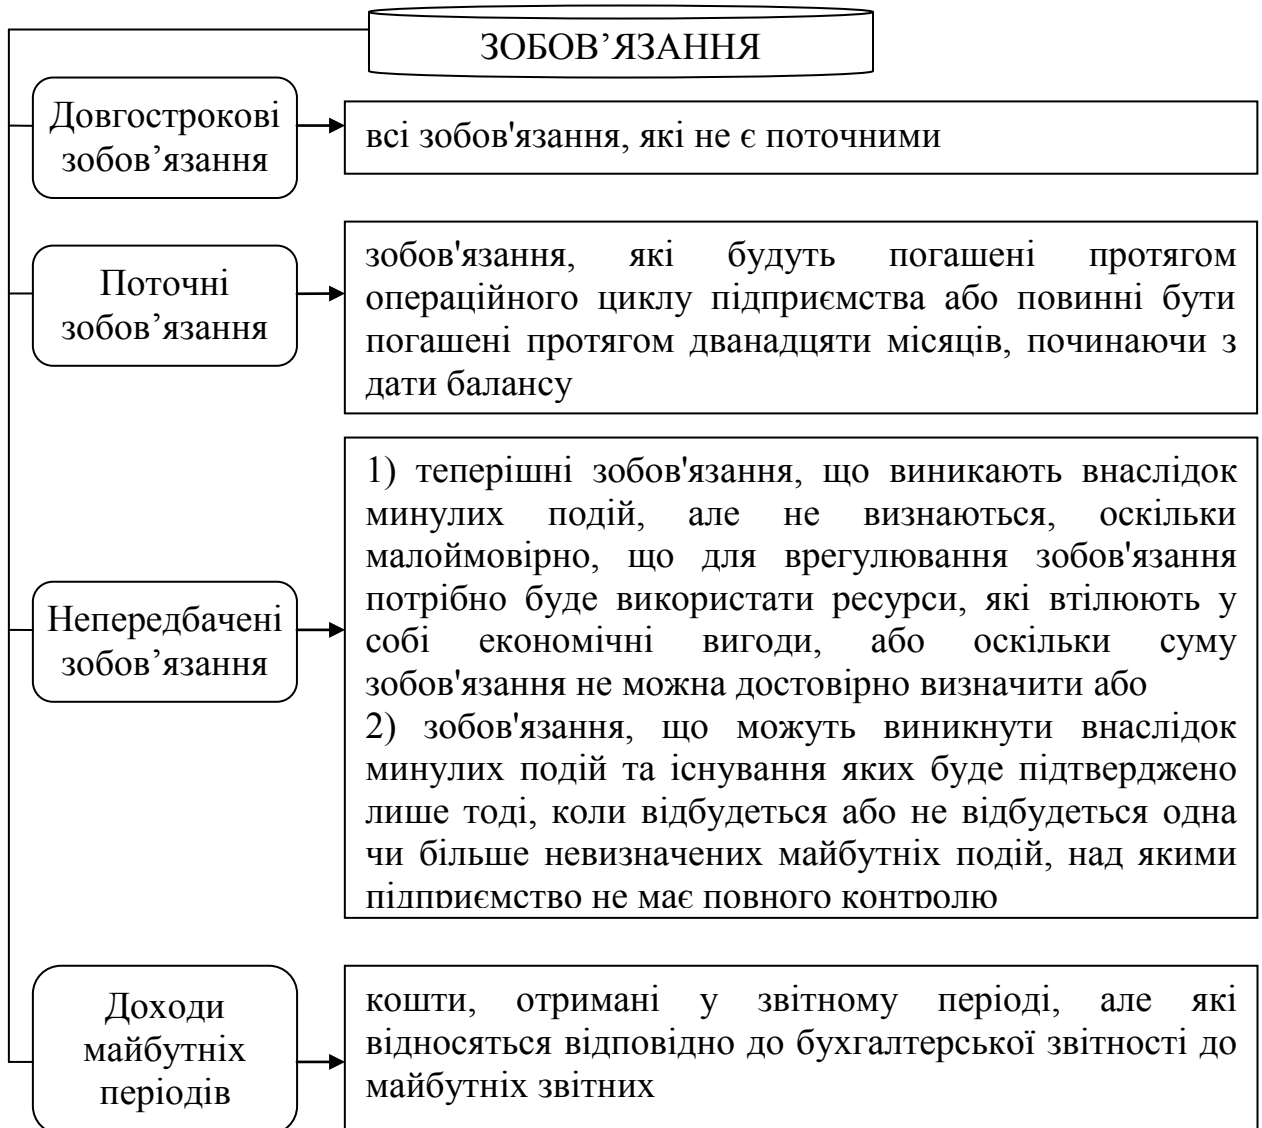 ЗОБОВ’ЯЗАННЯ
Довгострокові
зобов’язання
всі зобов'язання, які не є поточними
Поточні
зобов’язання
зобов'язання, які будуть погашені протягом
операційного циклу підприємства або повинні бути
погашені протягом дванадцяти місяців, починаючи з
дати балансу
Непередбачені
зобов’язання
1) теперішні зобов'язання, що виникають внаслідок
минулих подій, але не визнаються, оскільки
малоймовірно, що для врегулювання зобов'язання
потрібно буде використати ресурси, які втілюють у
собі економічні вигоди, або оскільки суму
зобов'язання не можна достовірно визначити або
2) зобов'язання, що можуть виникнути внаслідок
минулих подій та існування яких буде підтверджено
лише тоді, коли відбудеться або не відбудеться одна
чи більше невизначених майбутніх подій, над якими
підприємство не має повного контролю
Доходи
майбутніх
періодів
кошти, отримані у звітному періоді, але які
відносяться відповідно до бухгалтерської звітності до
майбутніх звітних